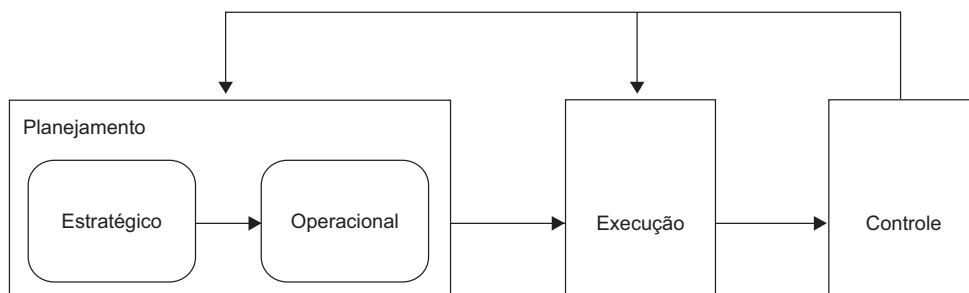 Planejamento
Estratégico
Operacional
Execução
Controle